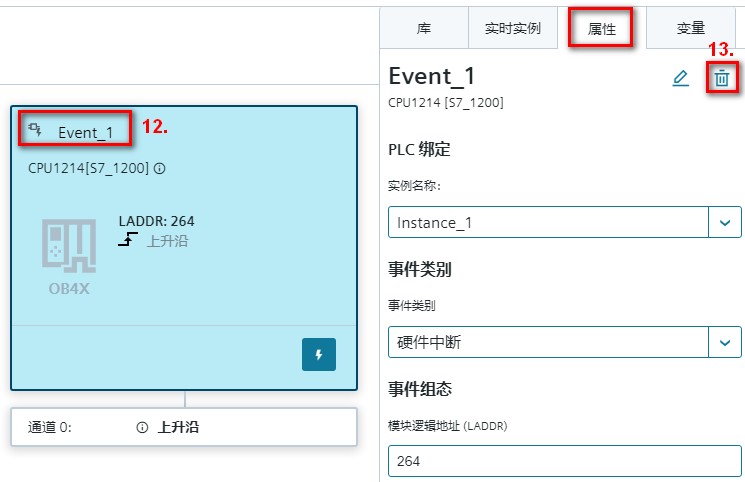 库
实时实例
属性
变量
13.
Event_1
CPU1214 [S7_1200]
PLC 绑定
实例名称:
Instance_1
事件类别
事件类别
硬件中断
事件组态
模块逻辑地址 (LADDR)
264
Event_1
12.
CPU1214[S7_1200]
LADDR: 264
上升沿
OB4X
通道 0:
上升沿